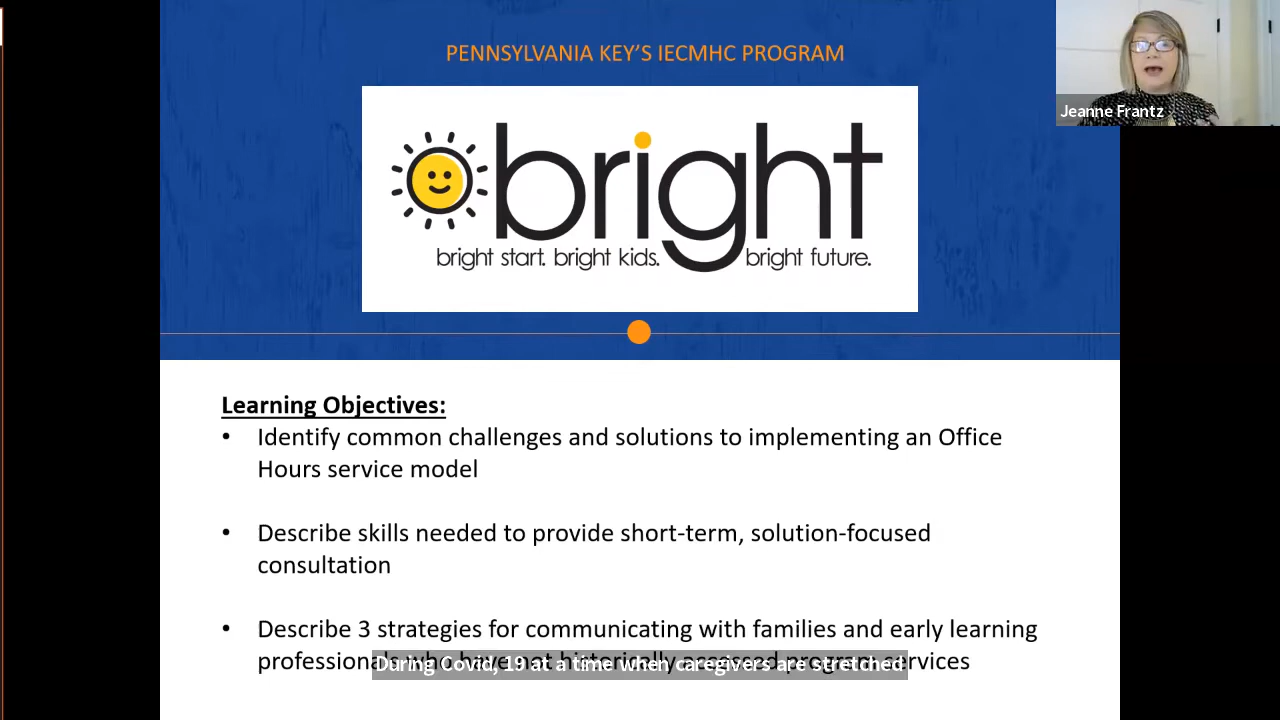 PENNSYLVANIA KEY'S IECMHC PROGRAM
Jeanne Frantz
bright
bright start. bright kids. bright future.
Learning Objectives:
• Identify common challenges and solutions to implementing an Office
Hours service model
• Describe skills needed to provide short-term, solution-focused
consultation
• Describe 3 strategies for communicating with families and early learning
professionals who have not historically accessed program services
During Covid, 19 at a time when caregivers are stretched